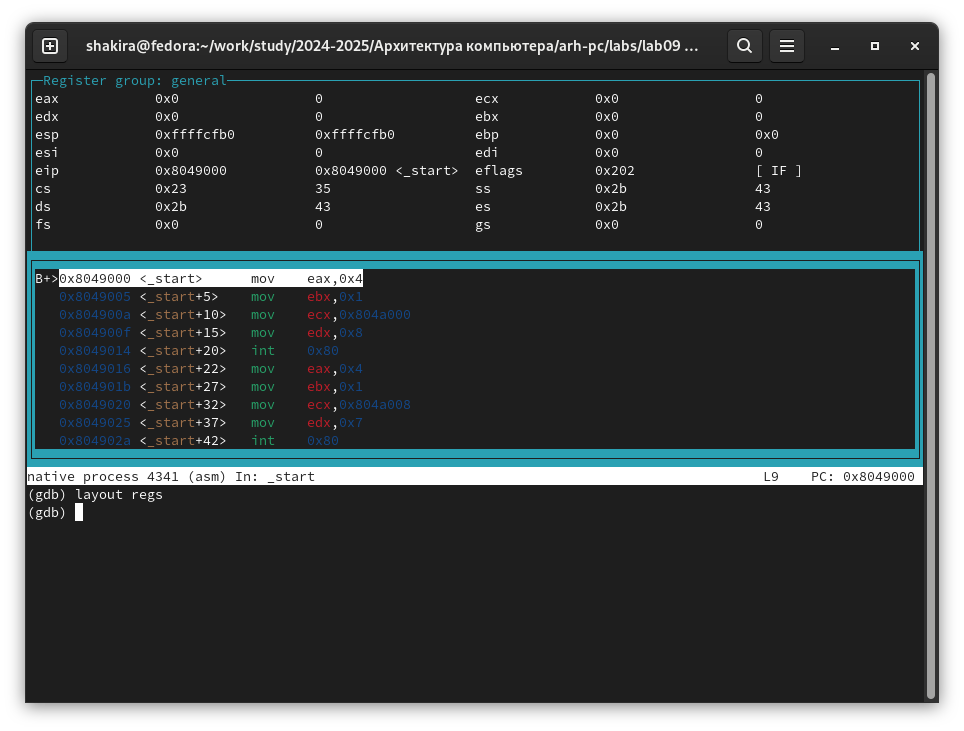 shakira@fedora:~/work/study/2024-2025/Архитектура компьютера/arh-pc/labs/lab09 ...
Register group: general
eax 0x0 0 ecx 0x0 0
edx 0x0 0 ebx 0x0 0
esp 0xffffcfb0 0xffffcfb0 ebp 0x0 0x0
esi 0x0 0 edi 0x0 0
eip 0x8049000 0x8049000 <_start> eflags 0x202 [ IF ]
cs 0x23 35 ss 0x2b 43
ds 0x2b 43 es 0x2b 43
fs 0x0 0 gs 0x0 0
B+>0x8049000 <_start> mov eax,0x4
0x8049005 <_start+5> mov ebx,0x1
0x804900a <_start+10> mov ecx,0x804a000
0x804900f <_start+15> mov edx,0x8
0x8049014 <_start+20> int 0x80
0x8049016 <_start+22> mov eax,0x4
0x804901b <_start+27> mov ebx,0x1
0x8049020 <_start+32> mov ecx,0x804a008
0x8049025 <_start+37> mov edx,0x7
0x804902a <_start+42> int 0x80
native process 4341 (asm) In: _start L9 PC: 0x8049000
(gdb) layout regs
(gdb)